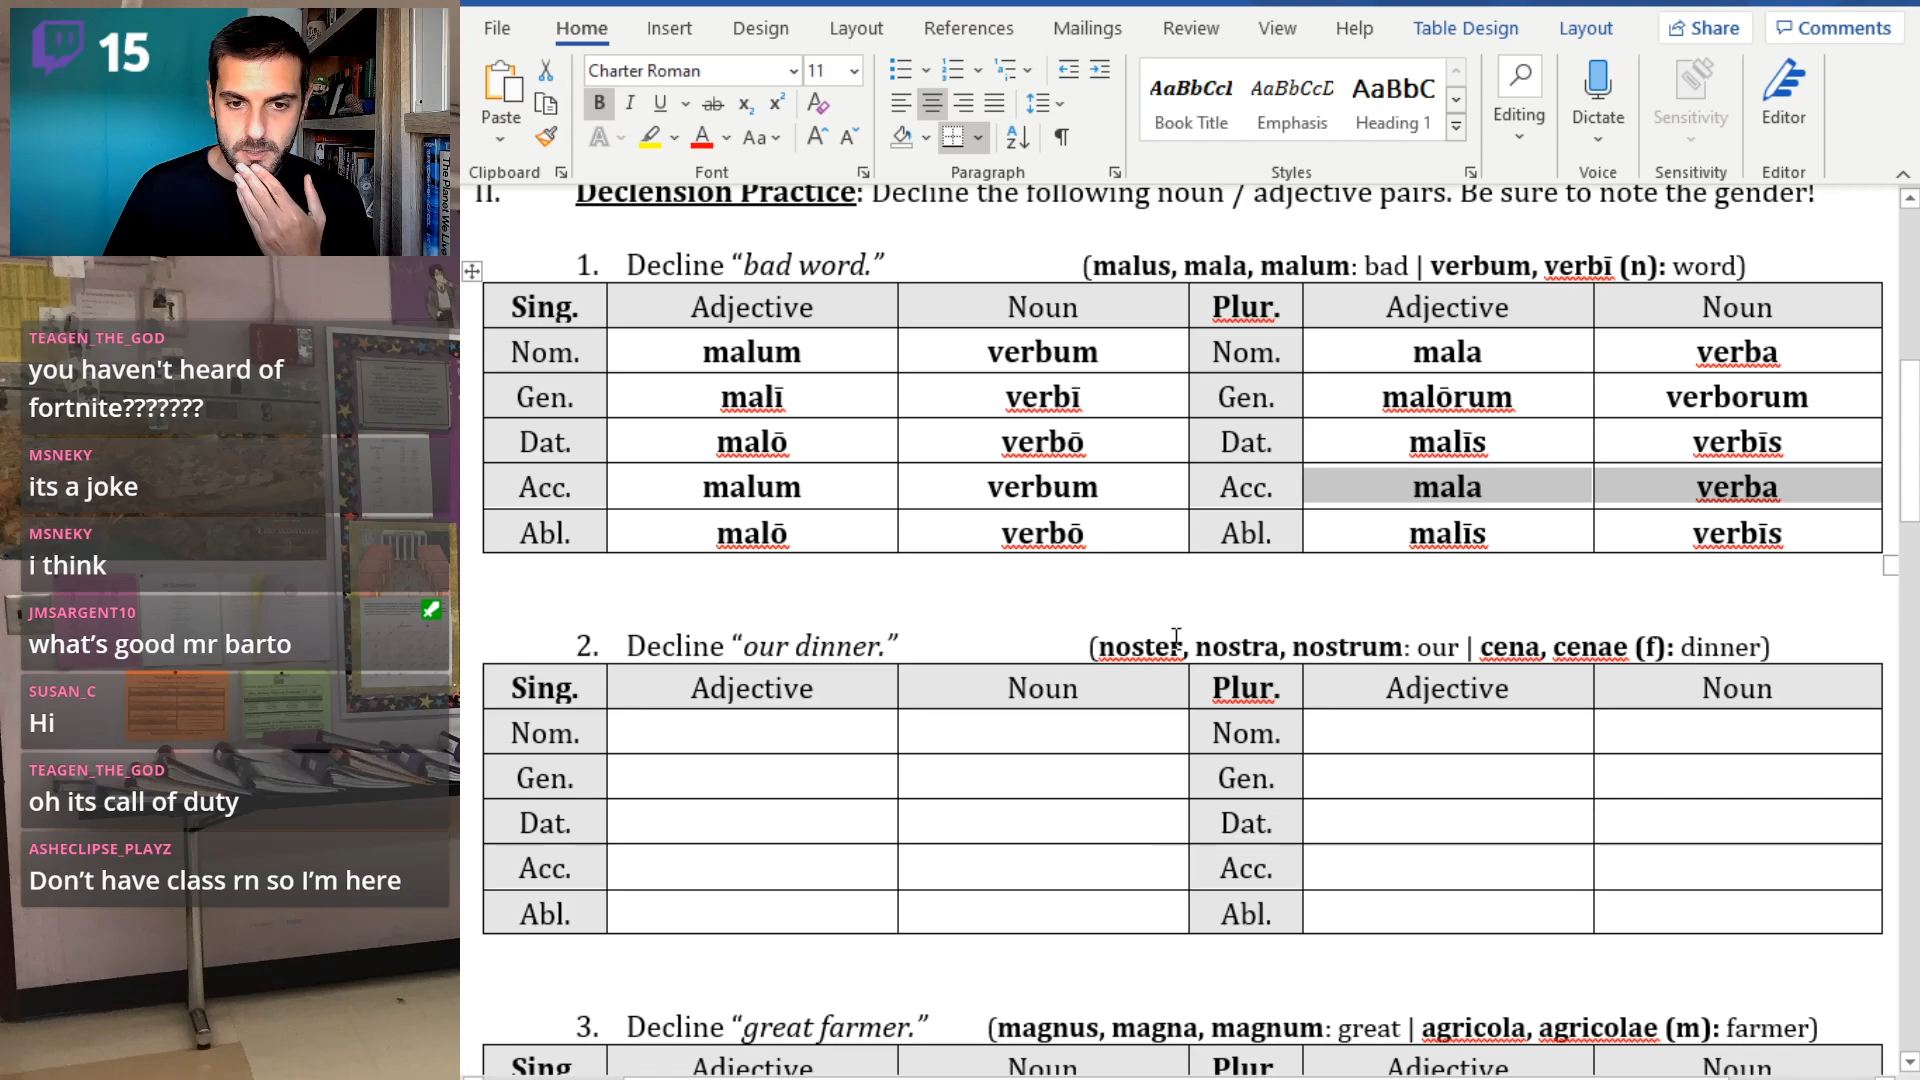 15
TEAGEN_THE_GOD
you haven't heard of
fortnite???????
MSNEKY
its a joke
MSNEKY
i think
JMSARGENT10
what's good mr barto
SUSAN_C
Hi
TEAGEN_THE_GOD
oh its call of duty
ASHECLIPSE_PLAYZ
Don't have class rn so I'm here
The Planet We Live
File Home Insert Design Layout References Mailings Review View Help Table Design Layout Share Comments
Paste
Clipboard
Charter Roman 11
B I U ab x₂ x²
A A Aa A A
Font
Paragraph
AaBbCcI AaBbCcD AaBbC
Book Title Emphasis Heading 1
Styles
Editing
Dictate
Voice
Sensitivity
Sensitivity
Editor
Editor
II. Declension Practice: Decline the following noun / adjective pairs. Be sure to note the gender!
1. Decline “bad word.” (malus, mala, malum: bad | verbum, verbī (n): word)
Sing. Adjective Noun Plur. Adjective Noun
Nom. malum verbum Nom. mala verba
Gen. malī verbī Gen. malōrum verborum
Dat. malō verbō Dat. malīs verbīs
Acc. malum verbum Acc. mala verba
Abl. malō verbō Abl. malīs verbīs
2. Decline “our dinner.” (noster, nostra, nostrum: our | cena, cenae (f): dinner)
Sing. Adjective Noun Plur. Adjective Noun
Nom. Nom.
Gen. Gen.
Dat. Dat.
Acc. Acc.
Abl. Abl.
3. Decline “great farmer.” (magnus, magna, magnum: great | agricola, agricolae (m): farmer)
Sing. Adjective Noun Plur. Adjective Noun